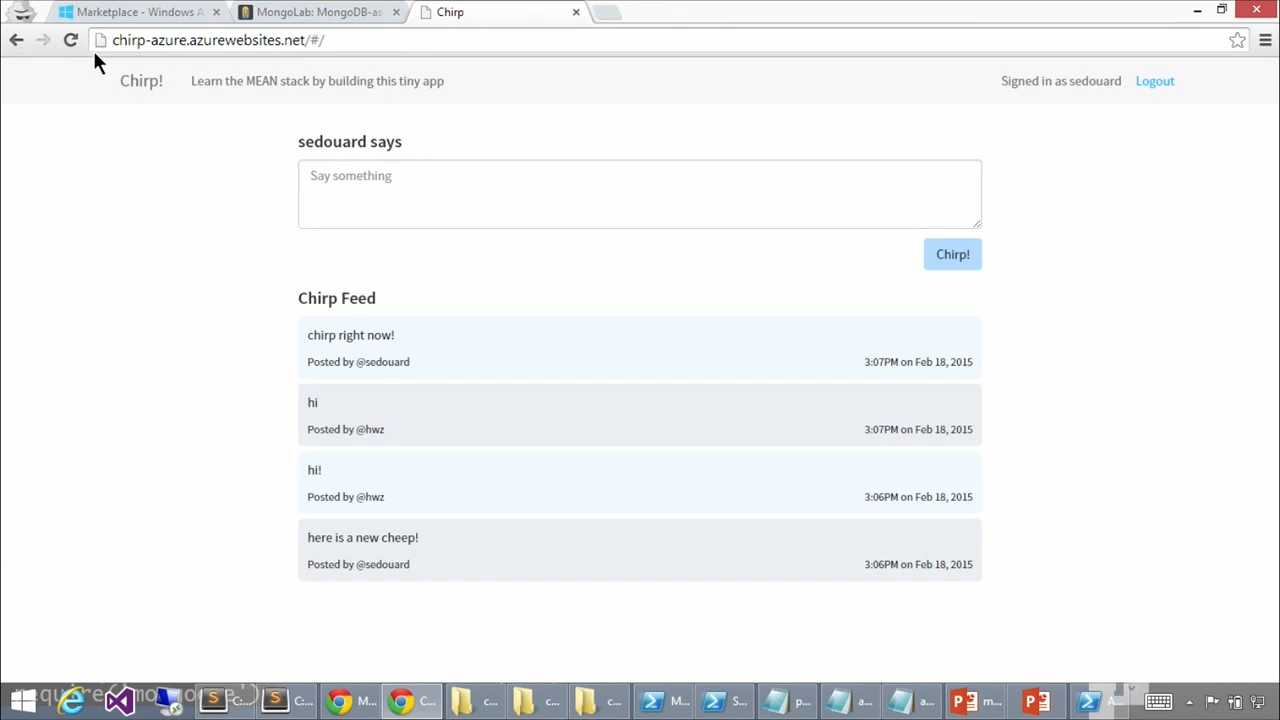 Marketplace - Windows A
MongoLab: MongoDB-as-
Chirp
chirp-azure.azurewebsites.net/#/
Chirp!
Learn the MEAN stack by building this tiny app
Signed in as sedouard
Logout
sedouard says
Say something
Chirp!
Chirp Feed
chirp right now!
Posted by @sedouard
3:07PM on Feb 18, 2015
hi
Posted by @hwz
3:07PM on Feb 18, 2015
hi!
Posted by @hwz
3:06PM on Feb 18, 2015
here is a new cheep!
Posted by @sedouard
3:06PM on Feb 18, 2015
C... C... M... C... c... c... c... M... S... p... a... a... m... A...